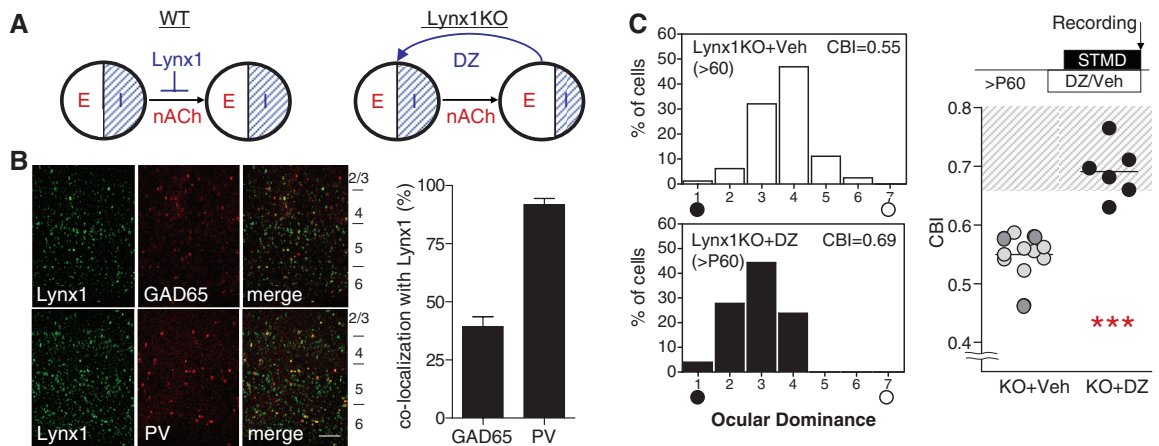 A
WT
Lynx1
E
I
nACh
E
I
Lynx1KO
DZ
E
I
nACh
E
I
B
Lynx1
GAD65
merge
2/3
4
5
6
Lynx1
PV
merge
2/3
4
5
6
co-localization with Lynx1 (%)
100
75
50
25
0
GAD65
PV
C
% of cells
60
50
40
30
20
10
0
Lynx1KO+Veh
(>60)
CBI=0.55
1
2
3
4
5
6
7
% of cells
60
50
40
30
20
10
0
Lynx1KO+DZ
(>P60)
CBI=0.69
1
2
3
4
5
6
7
Ocular Dominance
Recording
STMD
>P60
DZ/Veh
CBI
0.8
0.7
0.6
0.5
0.4
***
KO+Veh
KO+DZ